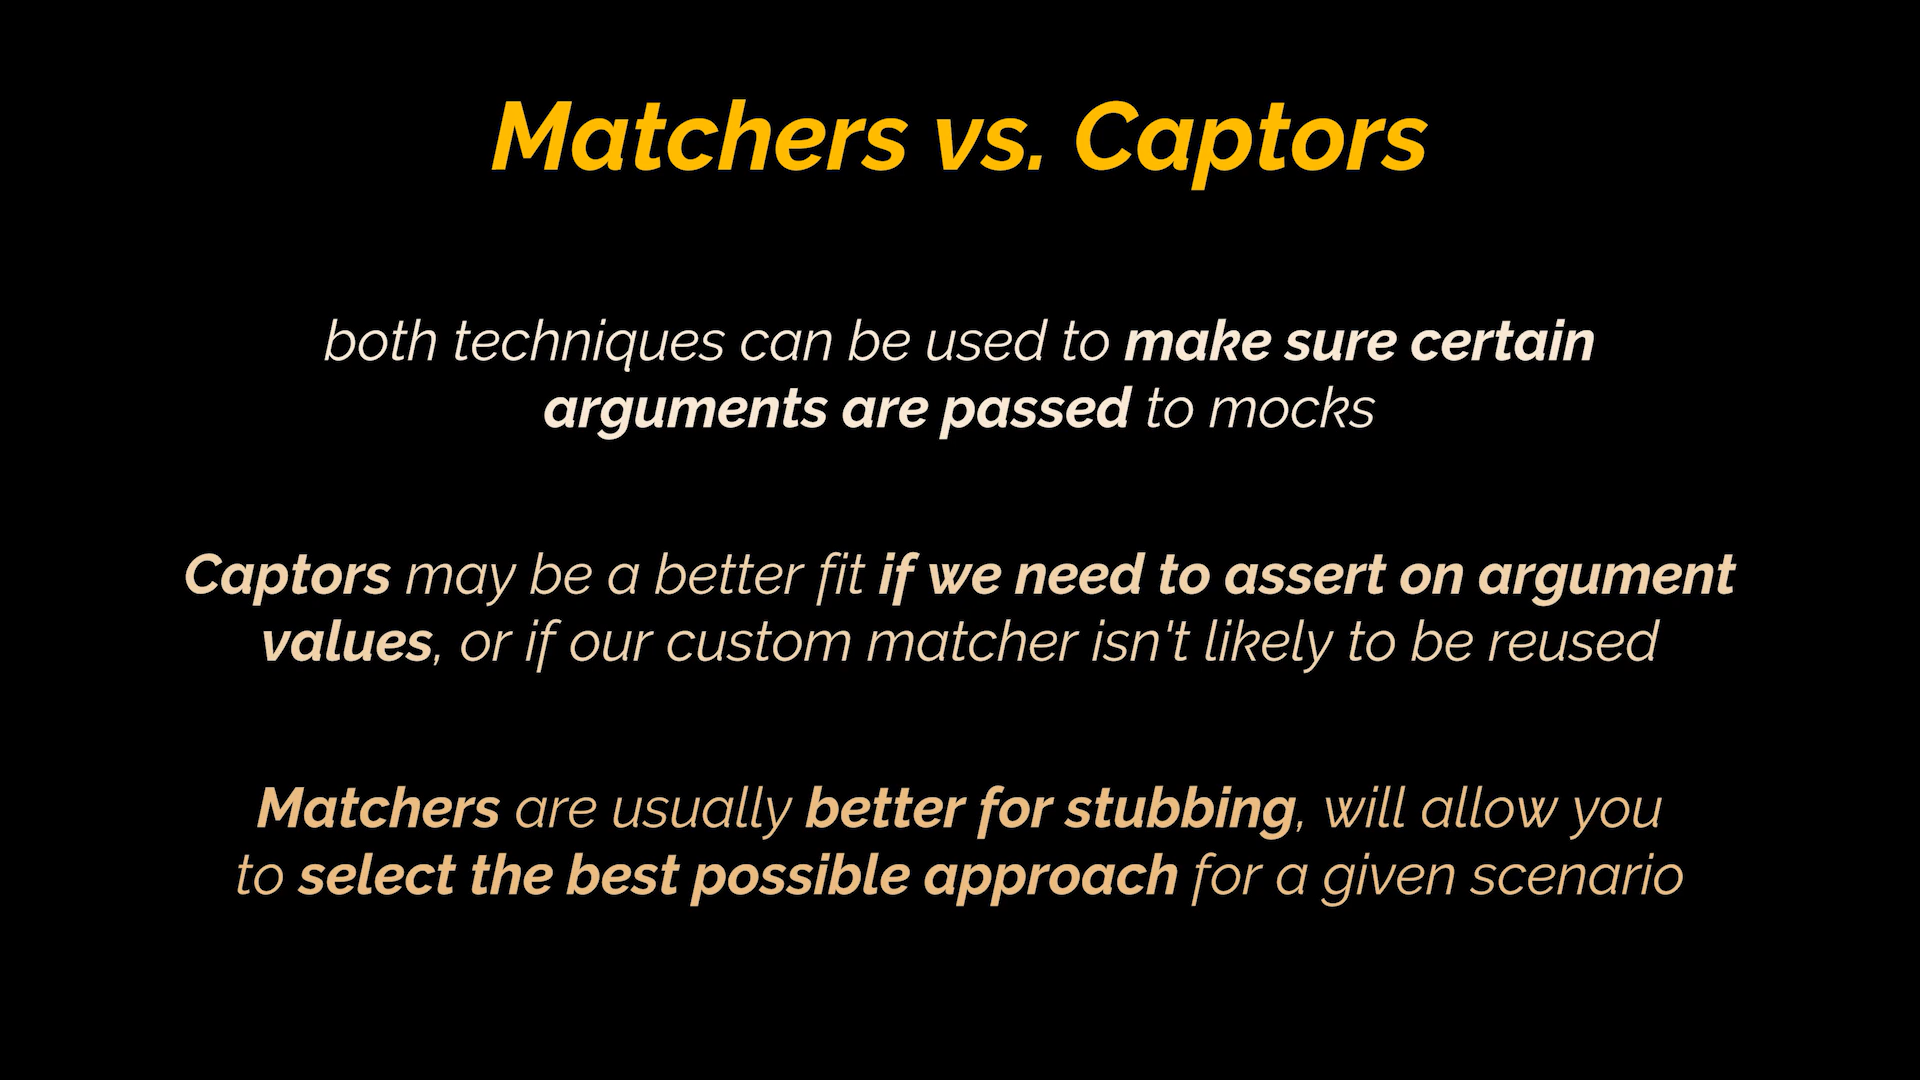 Matchers vs. Captors
both techniques can be used to make sure certain
arguments are passed to mocks
Captors may be a better fit if we need to assert on argument
values, or if our custom matcher isn't likely to be reused
Matchers are usually better for stubbing, will allow you
to select the best possible approach for a given scenario